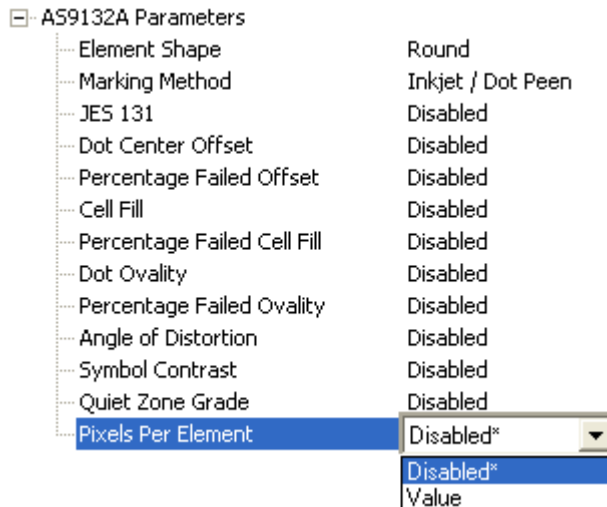 AS9132A Parameters
Element Shape Round
Marking Method Inkjet / Dot Peen
JES 131 Disabled
Dot Center Offset Disabled
Percentage Failed Offset Disabled
Cell Fill Disabled
Percentage Failed Cell Fill Disabled
Dot Ovality Disabled
Percentage Failed Ovality Disabled
Angle of Distortion Disabled
Symbol Contrast Disabled
Quiet Zone Grade Disabled
Pixels Per Element Disabled*
Disabled*
Value